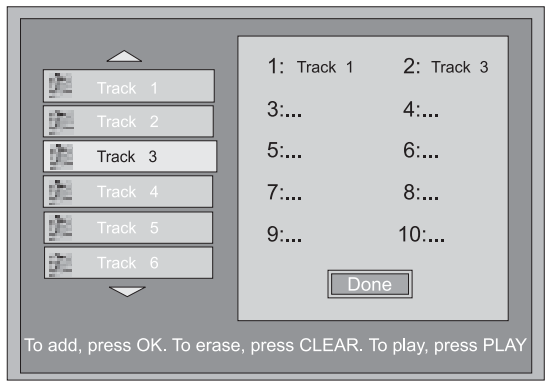 Track 1
Track 2
Track 3
Track 4
Track 5
Track 6
1: Track 1 2: Track 3
3:... 4:...
5:... 6:...
7:... 8:...
9:... 10:...
Done
To add, press OK. To erase, press CLEAR. To play, press PLAY